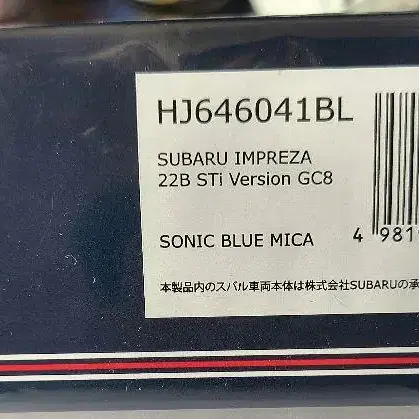 HJ646041BL
SUBARU IMPREZA
22B STi Version GC8
SONIC BLUE MICA
4 981
本製品内のスバル車両本体は株式会社SUBARUの承